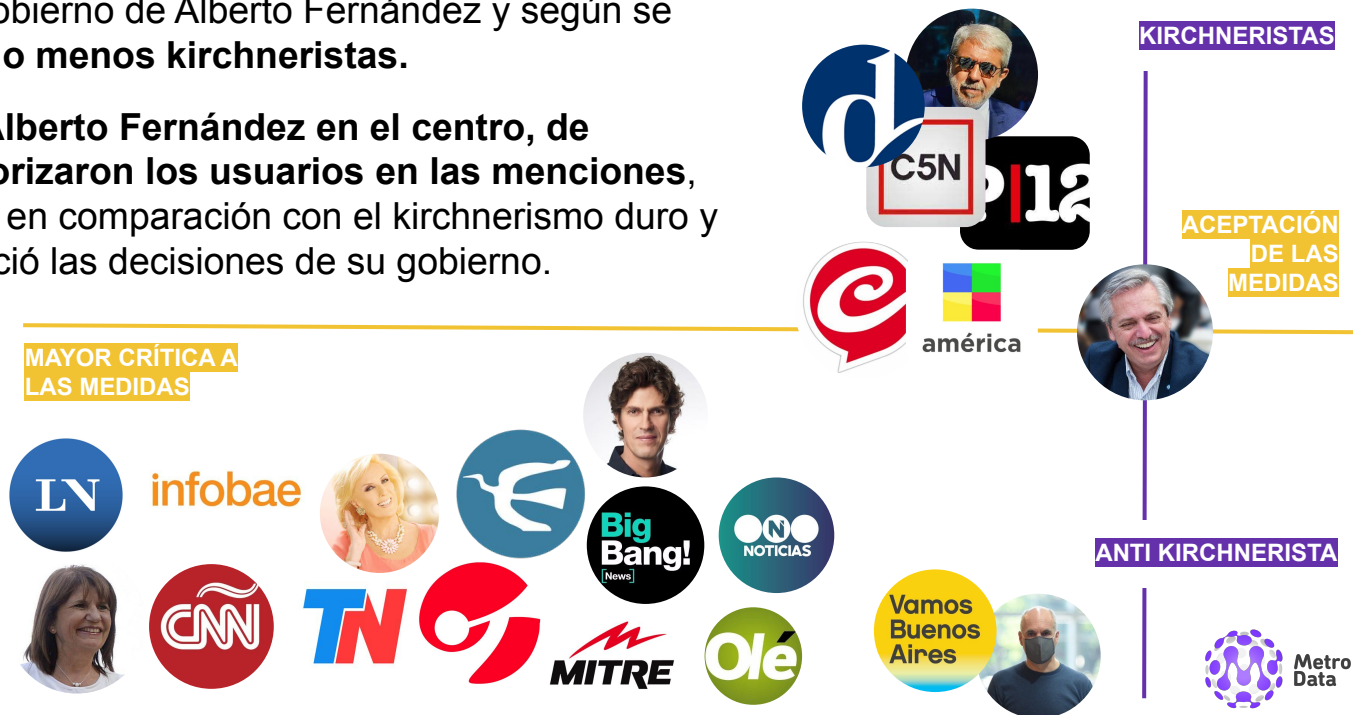 obierno de Alberto Fernández y según se
o menos kirchneristas.
Alberto Fernández en el centro, de
orizaron los usuarios en las menciones,
en comparación con el kirchnerismo duro y
ció las decisiones de su gobierno.
KIRCHNERISTAS
d
C5N
P|12
ACEPTACIÓN
DE LAS
MEDIDAS
e
américa
MAYOR CRÍTICA A
LAS MEDIDAS
LN
infobae
Big
Bang!
[News]
N
NOTICIAS
ANTI KIRCHNERISTA
CNN
TN
MITRE
Olé
Vamos
Buenos
Aires
Metro
Data